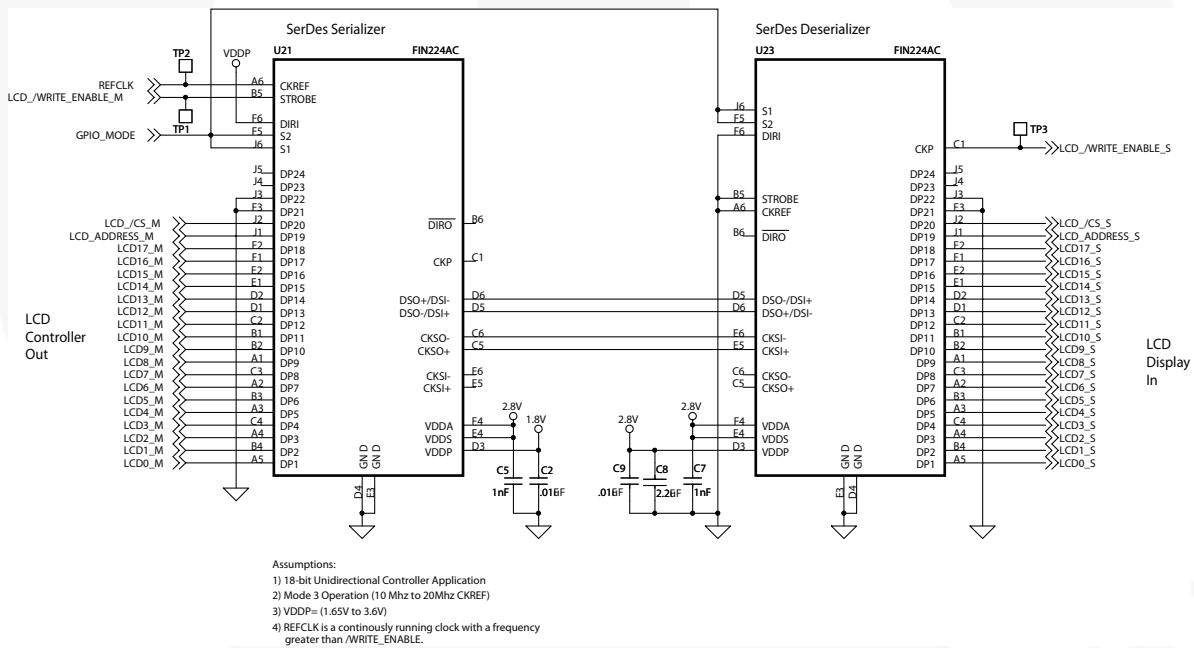 SerDes Serializer
SerDes Deserializer
U21 FIN224AC
U23 FIN224AC
TP2
VDDP
REFCLK A6 CKREF
LCD_/WRITE_ENABLE_M B5 STROBE
TP1
F6 DIRI
GPIO_MODE F5 S2
J6 S1
J5 DP24
J4 DP23
J3 DP22
F3 DP21
LCD_/CS_M J2 DP20
LCD_ADDRESS_M J1 DP19
LCD17_M F2 DP18
LCD16_M F1 DP17
LCD15_M E2 DP16
LCD14_M E1 DP15
LCD13_M D2 DP14
LCD12_M D1 DP13
LCD11_M C2 DP12
LCD10_M B1 DP11
LCD9_M B2 DP10
LCD8_M A1 DP9
LCD7_M C3 DP8
LCD6_M A2 DP7
LCD5_M B3 DP6
LCD4_M A3 DP5
LCD3_M C4 DP4
LCD2_M A4 DP3
LCD1_M B4 DP2
LCD0_M A5 DP1
LCD
Controller
Out
DIRO B6
CKP C1
DSO+/DSI- D6
DSO-/DSI+ D5
CKSO- C6
CKSO+ C5
CKSI- E6
CKSI+ E5
VDDA F4
VDDS E4
VDDP D3
GND GND
D4 E3
2.8V
1.8V
C5
1nF
C2
J6 S1
F5 S2
F6 DIRI
B5 STROBE
A6 CKREF
B6 DIRO
D5 DSO-/DSI+
D6 DSO+/DSI-
E6 CKSI-
E5 CKSI+
C6 CKSO-
C5 CKSO+
F4 VDDA
E4 VDDS
D3 VDDP
2.8V
2.8V
C9
C8
C7
1nF
GND GND
E3 D4
TP3
CKP C1 LCD_/WRITE_ENABLE_S
DP24 J5
DP23 J4
DP22 J3
DP21 F3
DP20 J2 LCD_/CS_S
DP19 J1 LCD_ADDRESS_S
DP18 F2 LCD17_S
DP17 F1 LCD16_S
DP16 E2 LCD15_S
DP15 E1 LCD14_S
DP14 D2 LCD13_S
DP13 D1 LCD12_S
DP12 C2 LCD11_S
DP11 B1 LCD10_S
DP10 B2 LCD9_S
DP9 A1 LCD8_S
DP8 C3 LCD7_S
DP7 A2 LCD6_S
DP6 B3 LCD5_S
DP5 A3 LCD4_S
DP4 C4 LCD3_S
DP3 A4 LCD2_S
DP2 B4 LCD1_S
DP1 A5 LCD0_S
LCD
Display
In
Assumptions:
1) 18-bit Unidirectional Controller Application
2) Mode 3 Operation (10 Mhz to 20Mhz CKREF)
3) VDDP= (1.65V to 3.6V)
4) REFCLK is a continously running clock with a frequency
greater than /WRITE_ENABLE.